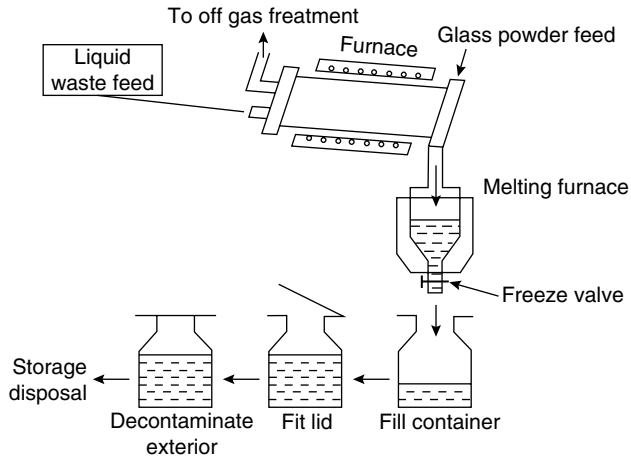 To off gas freatment
Furnace
Glass powder feed
Liquid
waste feed
Melting furnace
Freeze valve
Storage
disposal
Decontaminate
exterior
Fit lid
Fill container